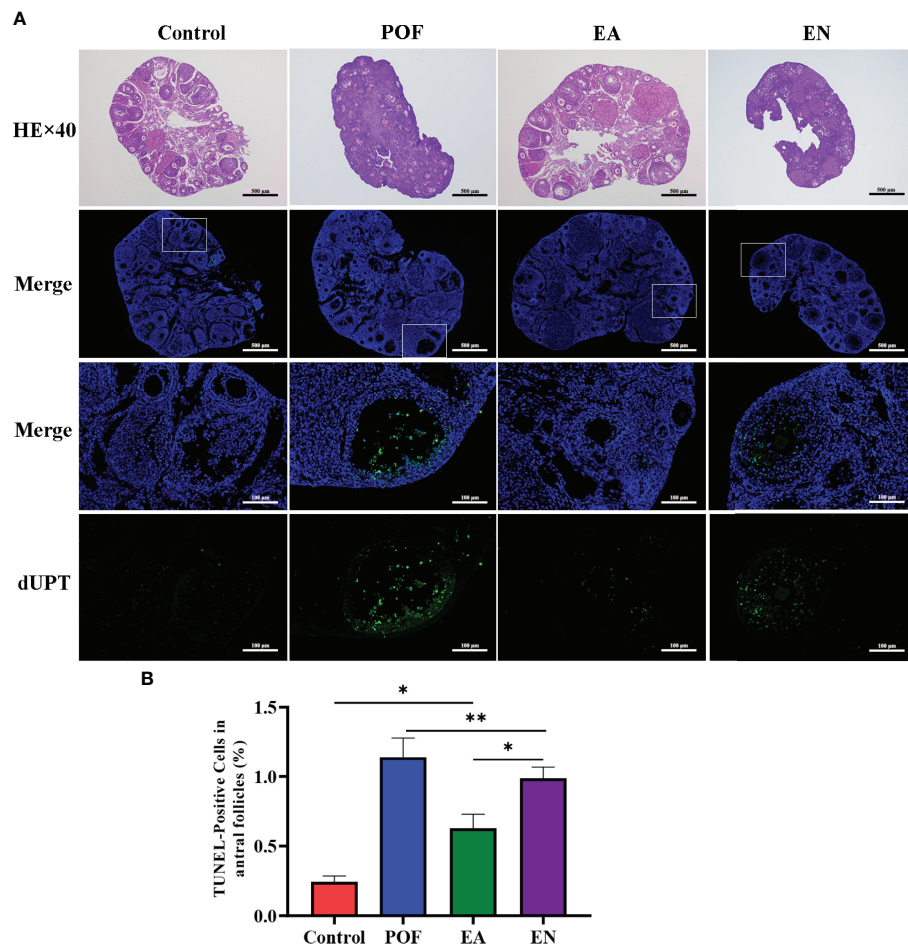 A
Control POF EA EN
HE×40
500 μm 500 μm 500 μm 500 μm
Merge
500 μm 500 μm 500 μm 500 μm
Merge
100 μm 100 μm 100 μm 100 μm
dUPT
100 μm 100 μm 100 μm 100 μm
B
TUNEL-Positive Cells in
antral follicles (%)
1.5
1.0
0.5
0.0
*
**
*
Control POF EA EN